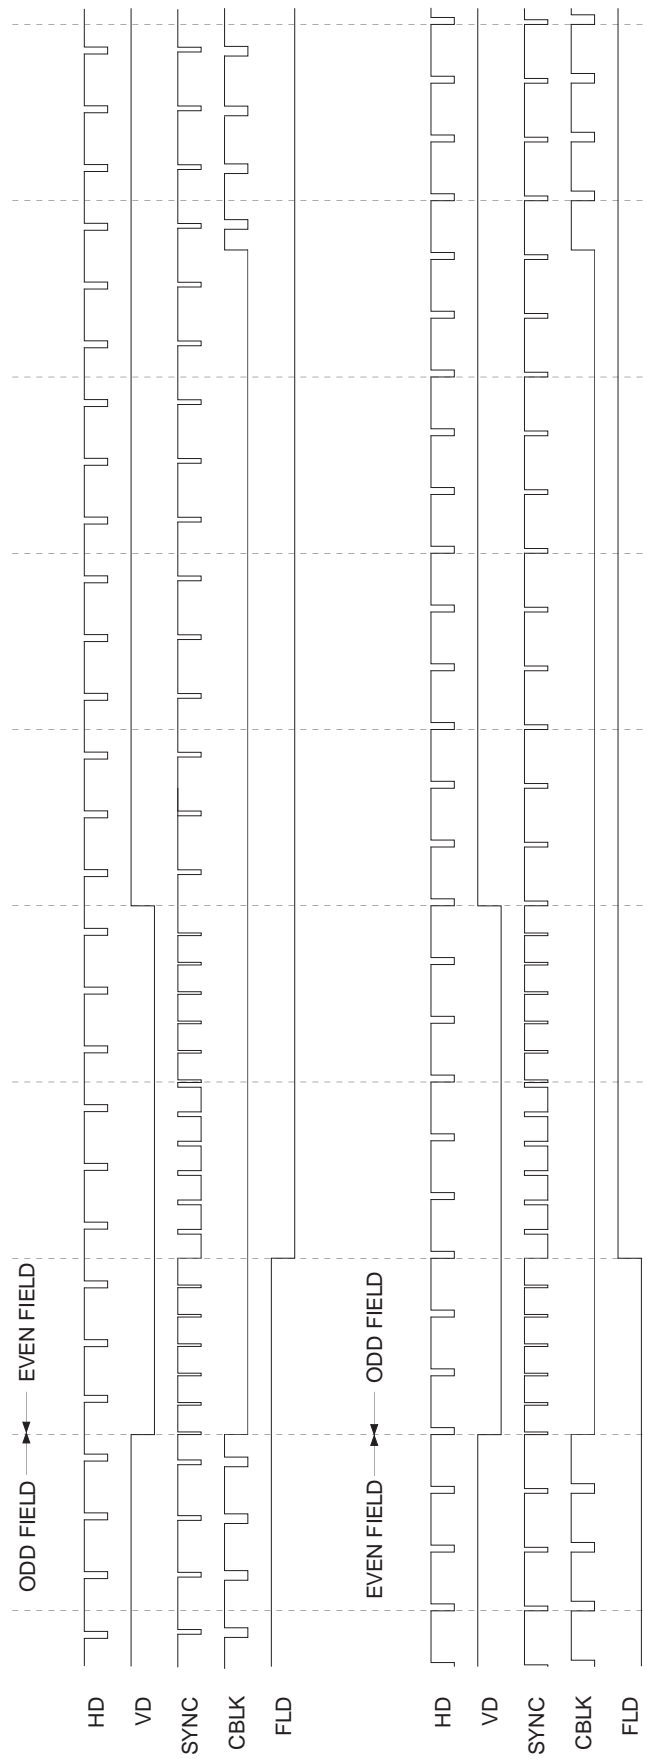 ODD FIELD
EVEN FIELD
HD
VD
SYNC
CBLK
FLD
EVEN FIELD
ODD FIELD
HD
VD
SYNC
CBLK
FLD